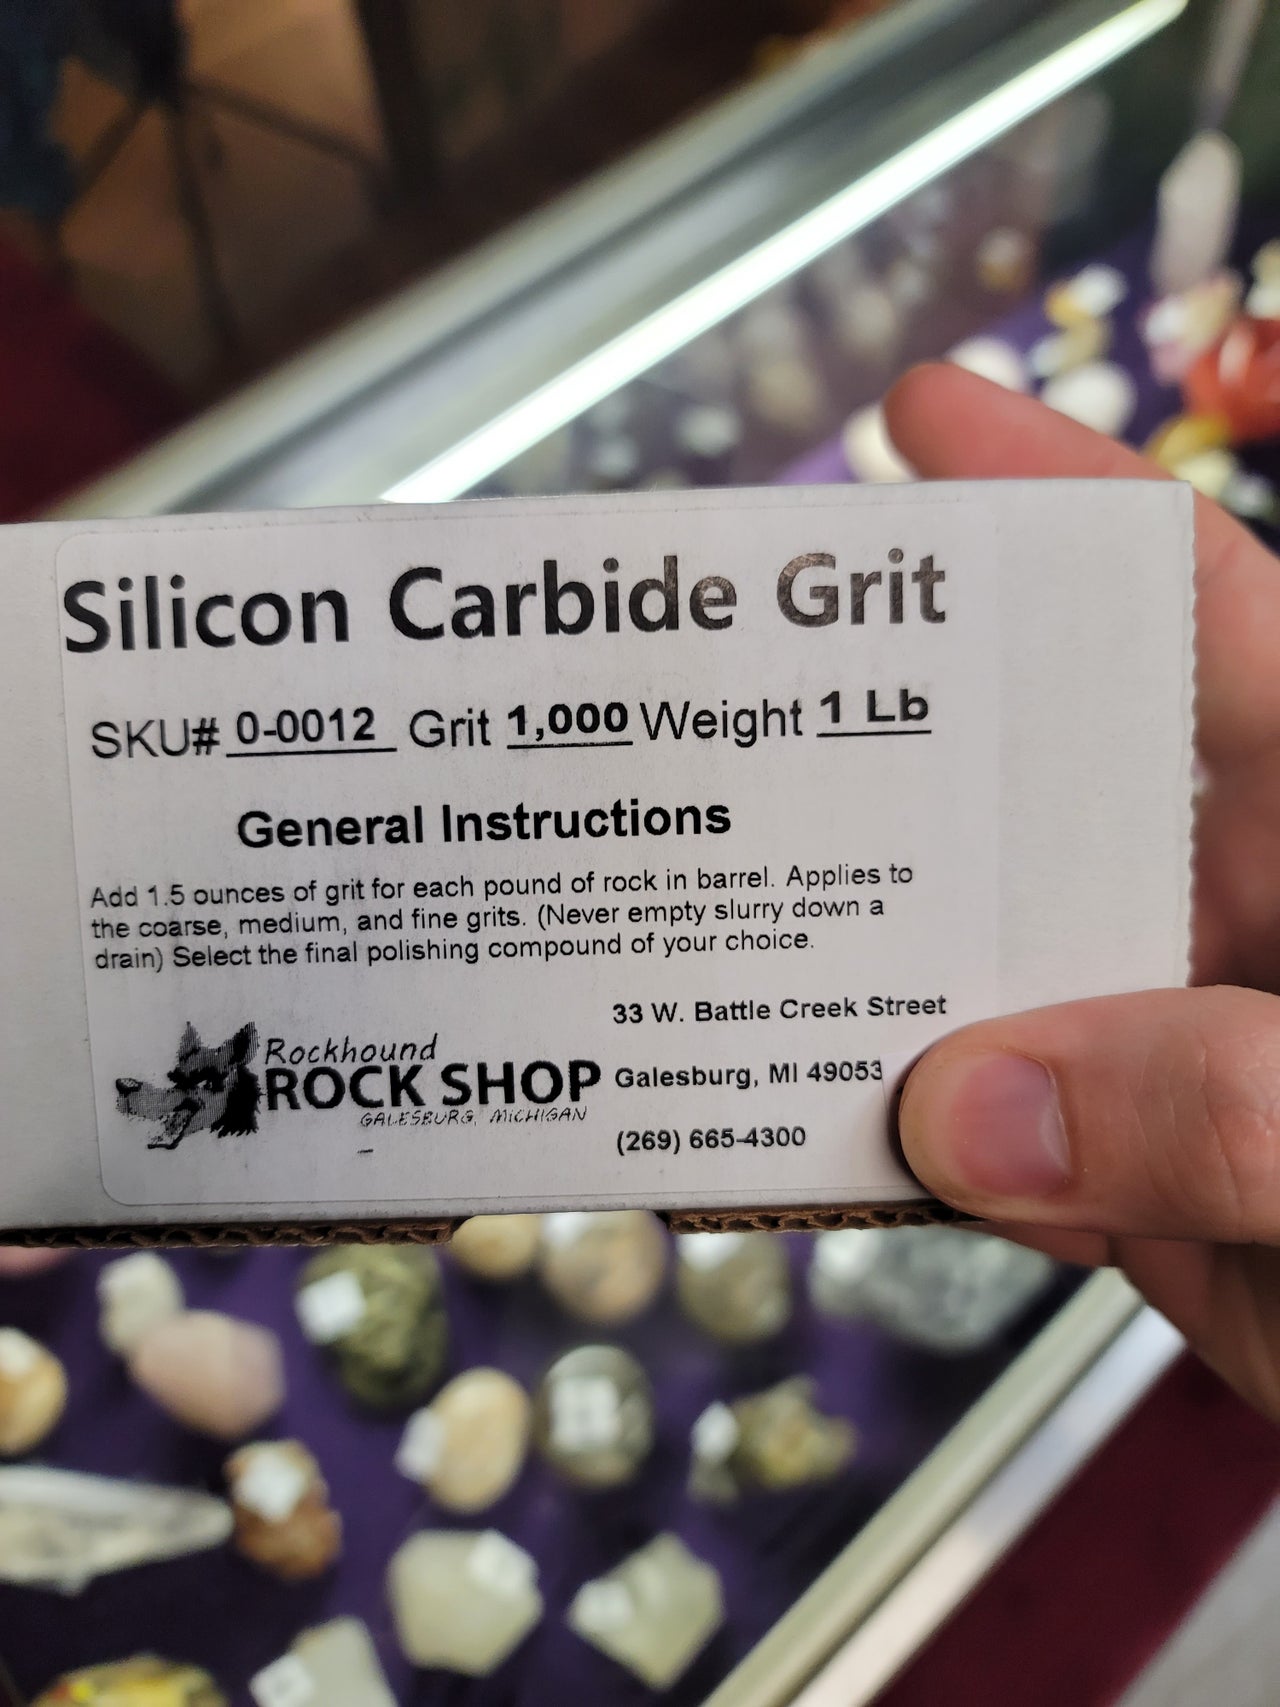 Silicon Carbide Grit
SKU# 0-0012 Grit 1,000 Weight 1 Lb
General Instructions
Add 1.5 ounces of grit for each pound of rock in barrel. Applies to
the coarse, medium, and fine grits. (Never empty slurry down a
drain) Select the final polishing compound of your choice.
Rockhound
ROCK SHOP
GALESBURG, MICHIGAN
33 W. Battle Creek Street
Galesburg, MI 49053
(269) 665-4300